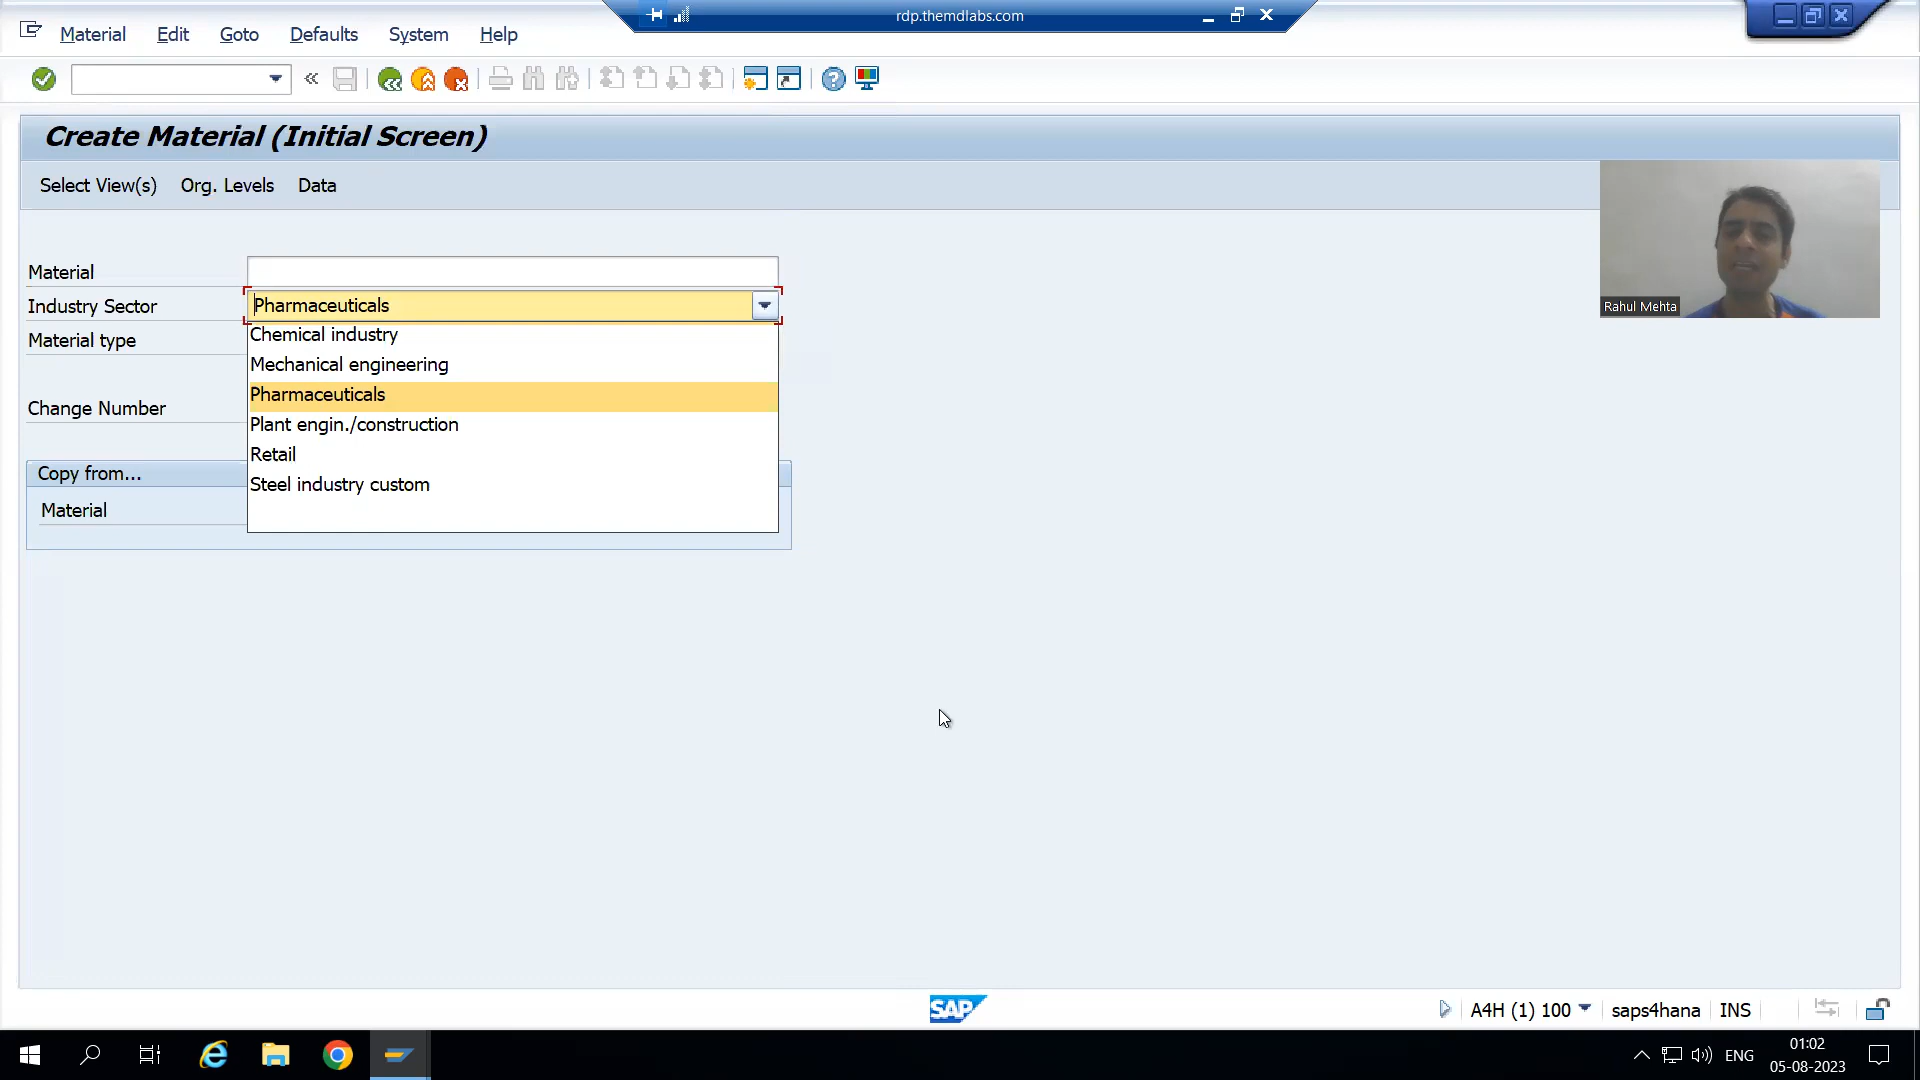 rdp.themdlabs.com
Material Edit Goto Defaults System Help
Create Material (Initial Screen)
Select View(s) Org. Levels Data
Material
Industry Sector Pharmaceuticals
Chemical industry
Material type
Mechanical engineering
Pharmaceuticals
Change Number
Plant engin./construction
Retail
Copy from...
Steel industry custom
Material
Rahul Mehta
SAP
A4H (1) 100 saps4hana INS
ENG
01:02
05-08-2023